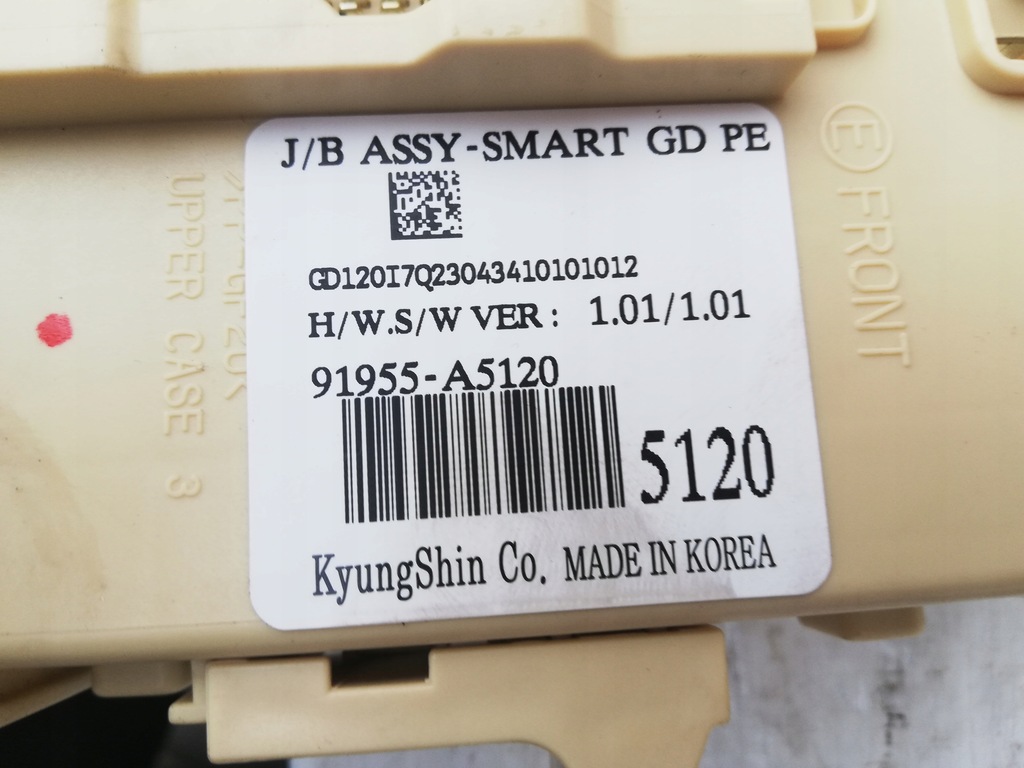 J/B ASSY-SMART GD PE
GD120I7Q23043410101012
H/W.S/W VER : 1.01/1.01
91955-A5120
5120
KyungShin Co. MADE IN KOREA
E FRONT
UPPER CASE 3